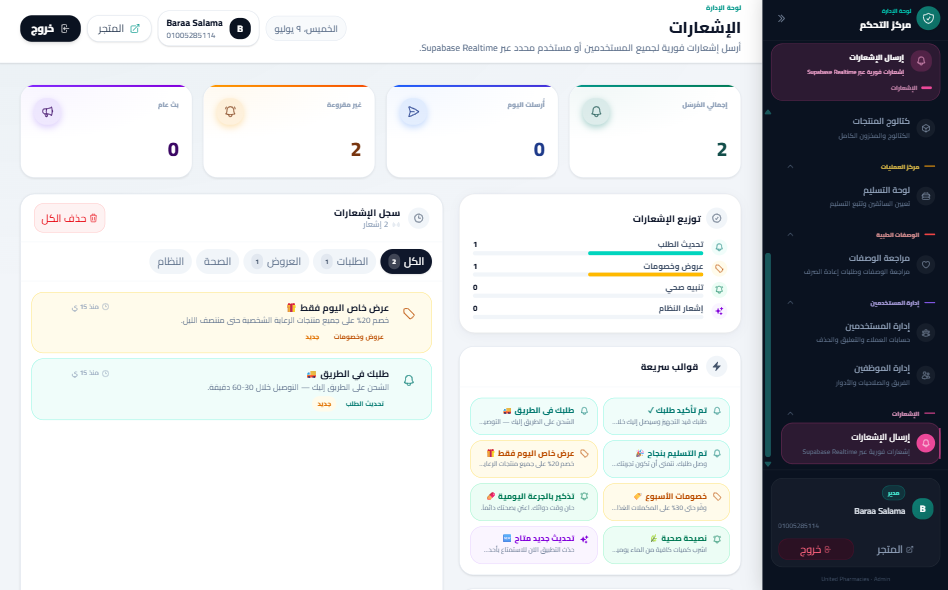 لوحة الإدارة
مركز التحكم
إرسال الإشعارات
إشعارات فورية عبر Supabase Realtime
الإشعارات
كتالوج المنتجات
الكتالوج والمخزون الكامل
مركز العمليات
لوحة التسليم
تعيين السائقين وتتبع التسليم
الوصفات الطبية
مراجعة الوصفات
مراجعة الوصفات وطلبات إعادة الصرف
إدارة المستخدمين
إدارة المستخدمين
حسابات العملاء والتعليق والحذف
إدارة الموظفين
الفريق والصلاحيات والأدوار
الإشعارات
إرسال الإشعارات
إشعارات فورية عبر Supabase Realtime
مدير
Baraa Salama
B
01005285114
المتجر
خروج
United Pharmacies · Admin
لوحة الإدارة
الإشعارات
أرسل إشعارات فورية لجميع المستخدمين أو مستخدم محدد عبر Supabase Realtime.
الخميس، ٩ يوليو
B
Baraa Salama
01005285114
المتجر
خروج
إجمالي المُرسل
2
أُرسلت اليوم
0
غير مقروءة
2
بث عام
0
توزيع الإشعارات
تحديث الطلب
1
عروض وخصومات
1
تنبيه صحي
0
إشعار النظام
0
قوالب سريعة
تم تأكيد طلبك ✓
طلبك قيد التجهيز وسيصل إليك خلا...
طلبك في الطريق 🚚
الشحن على الطريق إليك — التوصي...
تم التسليم بنجاح 🎉
وصل طلبك. نتمنى أن تكون تجربتك...
عرض خاص اليوم فقط 🎁
خصم 20% على جميع منتجات الرعاي...
خصومات الأسبوع
وفر حتى 30% على المكملات الغذا...
تذكير بالجرعة اليومية 💊
حان وقت دوائك. اعتنِ بصحتك دائماً.
نصيحة صحية
اشرب كميات كافية من الماء يومي...
تحديث جديد متاح 🆕
حدّث التطبيق الآن للاستمتاع بأحد...
سجل الإشعارات
2 إشعار
حذف الكل
الكل 2
الطلبات 1
العروض 1
الصحة
النظام
عرض خاص اليوم فقط 🎁
منذ 15 ي
خصم 20% على جميع منتجات الرعاية الشخصية حتى منتصف الليل.
عروض وخصومات
جديد
طلبك في الطريق 🚚
منذ 15 ي
الشحن على الطريق إليك — التوصيل خلال 30-60 دقيقة.
تحديث الطلب
جديد